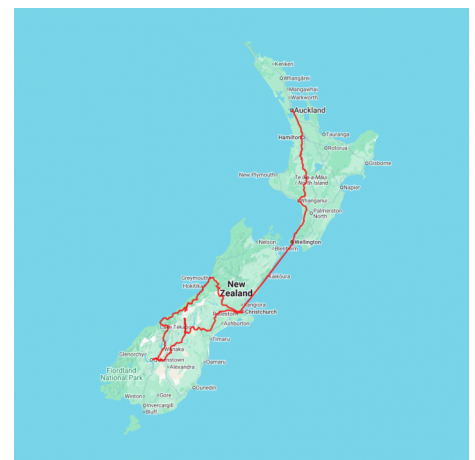 Kerikeri
Whangārei
Mangawhai
Warkworth
Auckland
Hamilton
Tauranga
Rotorua
Gisborne
New Plymouth
Te Ika-a-Māui
/ North Island
Napier
Whanganui
Palmerston
North
Nelson
Wellington
Blenheim
Kaikōura
Greymouth
Hokitika
New
Zealand
Rangiora
Christchurch
Ashburton
Timaru
Wānaka
Glenorchy
Fiordland
National Park
Oamaru
Alexandra
Dunedin
Winton
Gore
Invercargill
Bluff